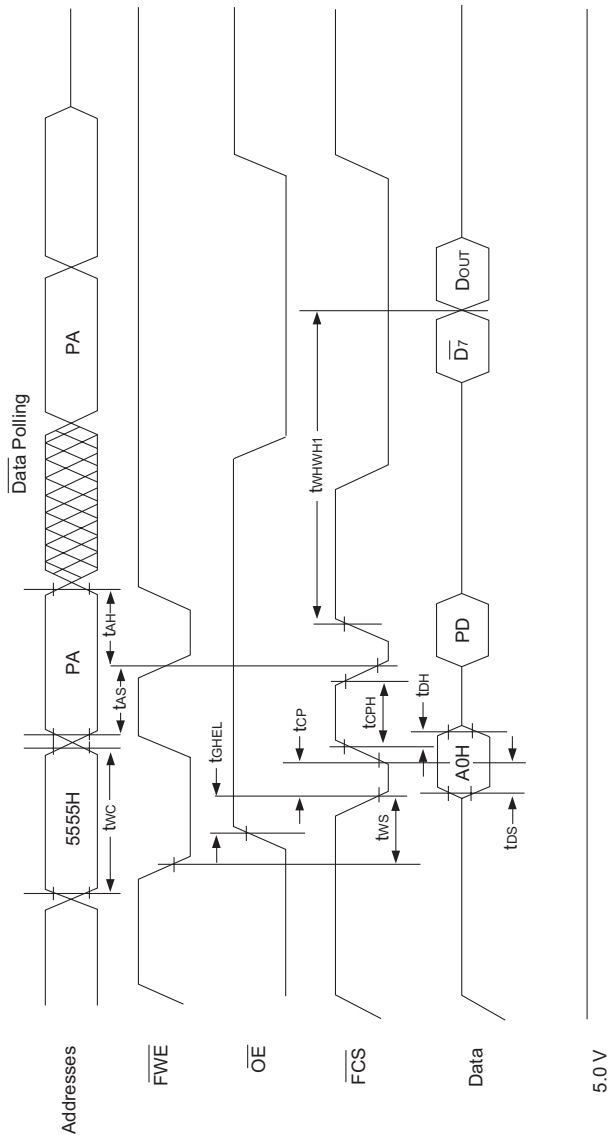 Data Polling
Addresses
5555H
PA
PA
tWC
tAS
tAH
FWE
OE
tGHEL
tWHWH1
FCS
tWS
tCP
tCPH
tDH
Data
A0H
PD
D7
DOUT
tDS
5.0 V